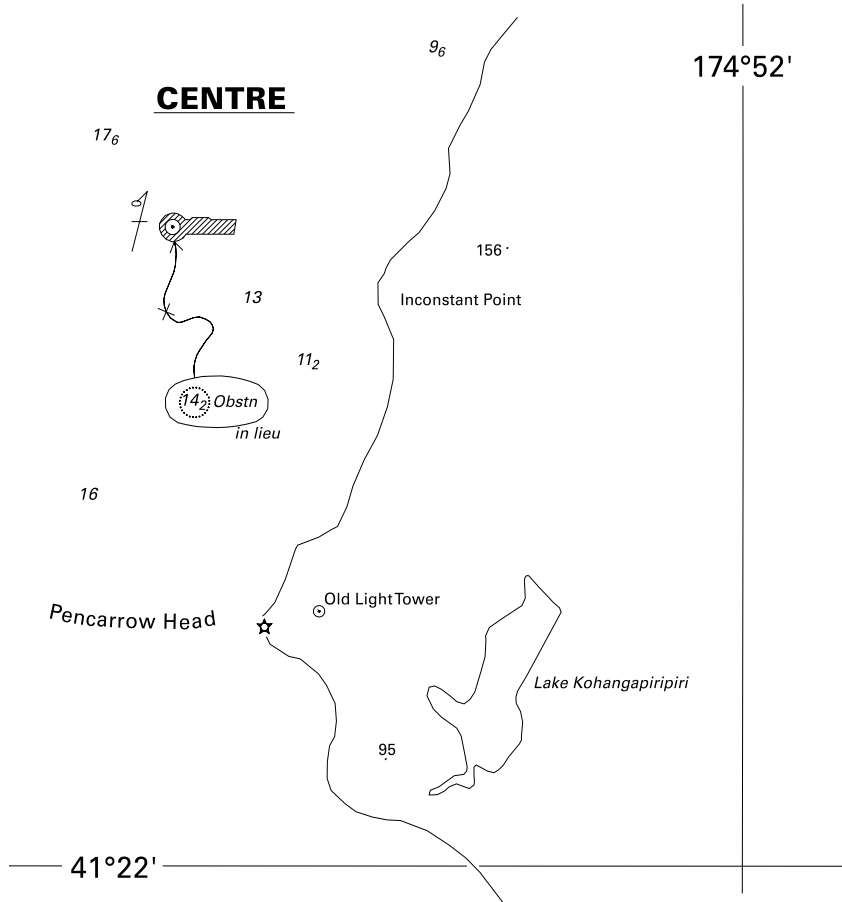 9₆
174°52'
CENTRE
17₆
156
13
Inconstant Point
11₂
14₂ Obstn
in lieu
16
Old Light Tower
Pencarrow Head
Lake Kohangapiripiri
95
41°22'